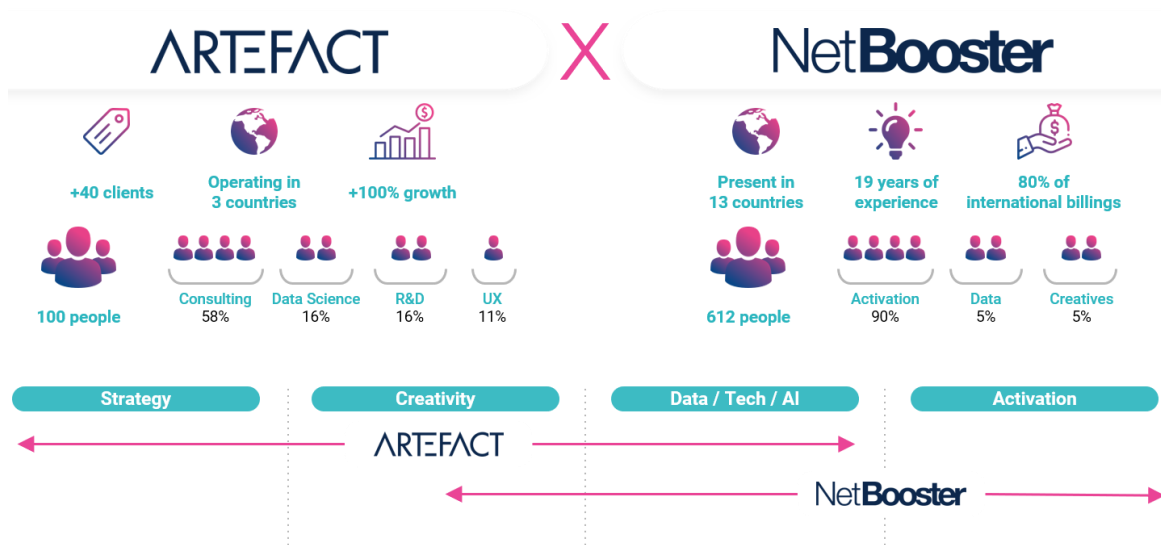 ARTEFACT
X
NetBooster
+40 clients
Operating in
3 countries
+100% growth
$
100 people
Consulting
58%
Data Science
16%
R&D
16%
UX
11%
Present in
13 countries
19 years of
experience
$
80% of
international billings
612 people
Activation
90%
Data
5%
Creatives
5%
Strategy
Creativity
Data / Tech / AI
Activation
ARTEFACT
NetBooster